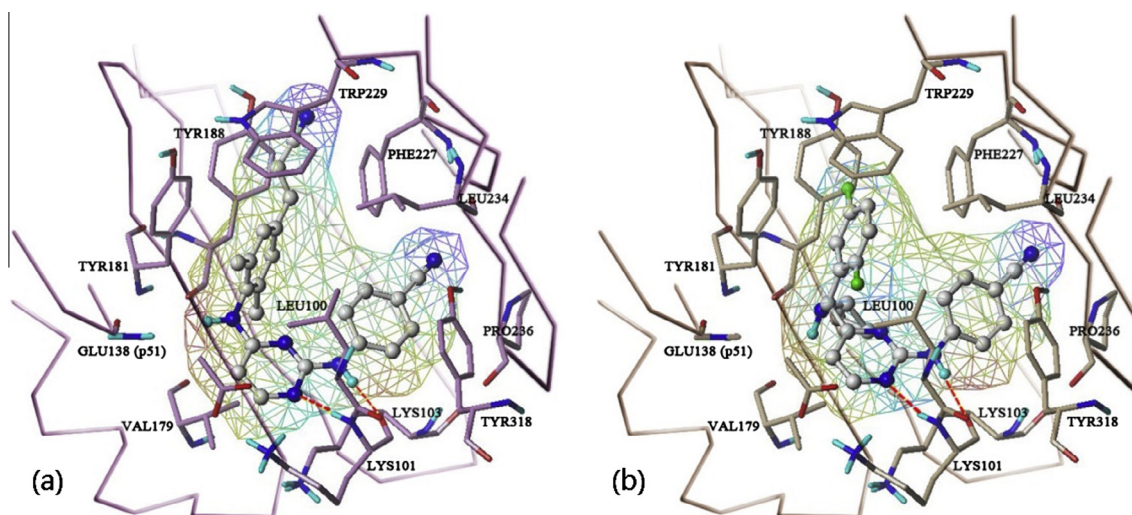 TRP229
TYR188
PHE227
LEU234
TYR181
LEU100
GLU138 (p51)
PRO236
VAL179
LYS103
TYR318
LYS101
(a)
TRP229
TYR188
PHE227
LEU234
TYR181
LEU100
GLU138 (p51)
PRO236
VAL179
LYS103
TYR318
LYS101
(b)